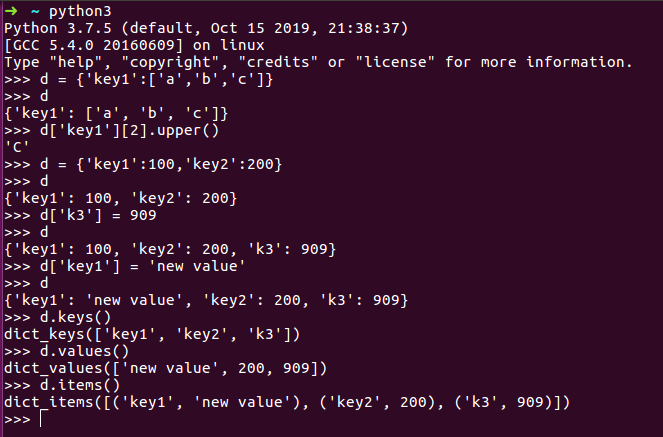 ➜ ~ python3
Python 3.7.5 (default, Oct 15 2019, 21:38:37)
[GCC 5.4.0 20160609] on linux
Type "help", "copyright", "credits" or "license" for more information.
>>> d = {'key1':['a','b','c']}
>>> d
{'key1': ['a', 'b', 'c']}
>>> d['key1'][2].upper()
'C'
>>> d = {'key1':100,'key2':200}
>>> d
{'key1': 100, 'key2': 200}
>>> d['k3'] = 909
>>> d
{'key1': 100, 'key2': 200, 'k3': 909}
>>> d['key1'] = 'new value'
>>> d
{'key1': 'new value', 'key2': 200, 'k3': 909}
>>> d.keys()
dict_keys(['key1', 'key2', 'k3'])
>>> d.values()
dict_values(['new value', 200, 909])
>>> d.items()
dict_items([('key1', 'new value'), ('key2', 200), ('k3', 909)])
>>>